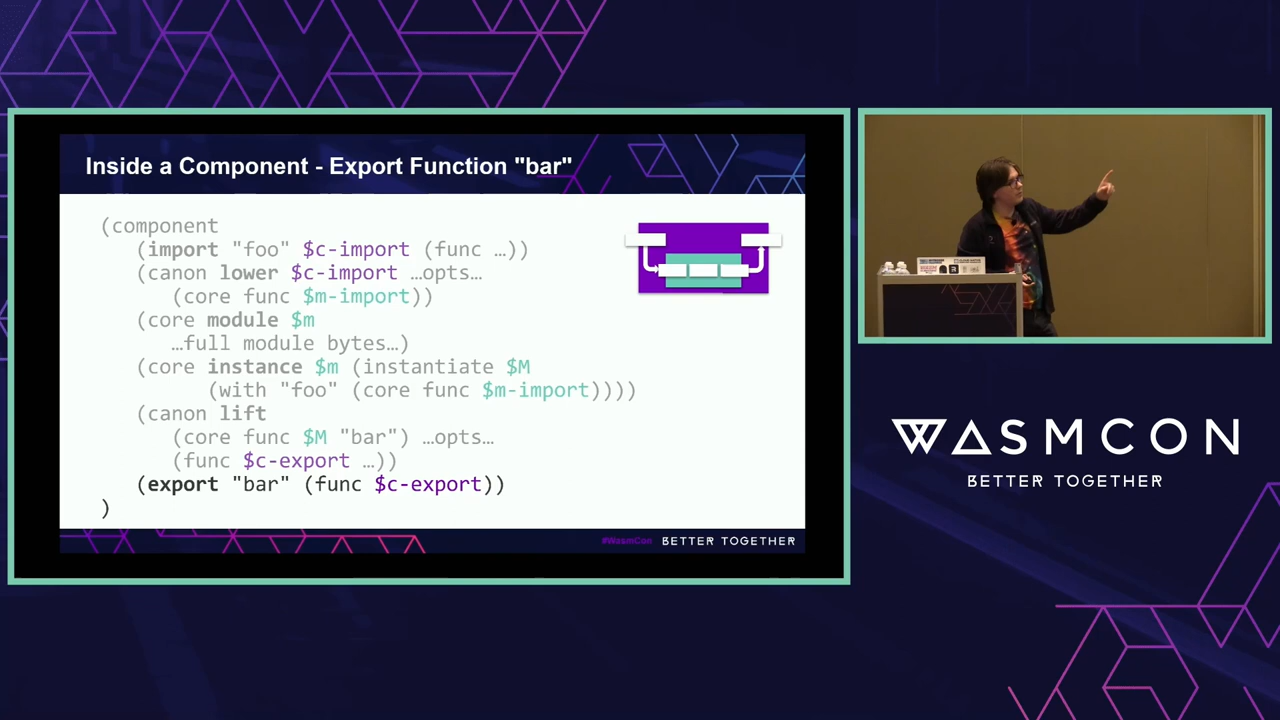 Inside a Component - Export Function "bar"
(component
(import "foo" $c-import (func …))
(canon lower $c-import …opts…
(core func $m-import))
(core module $m
…full module bytes…)
(core instance $m (instantiate $M
(with "foo" (core func $m-import))))
(canon lift
(core func $M "bar") …opts…
(func $c-export …))
(export "bar" (func $c-export))
)
#WasmCon BETTER TOGETHER
WASMCON
BETTER TOGETHER